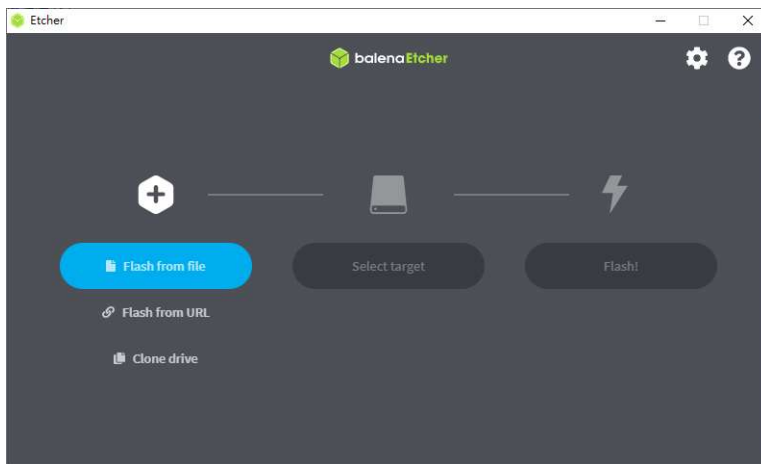 Etcher
balenaEtcher
Flash from file
Select target
Flash!
Flash from URL
Clone drive